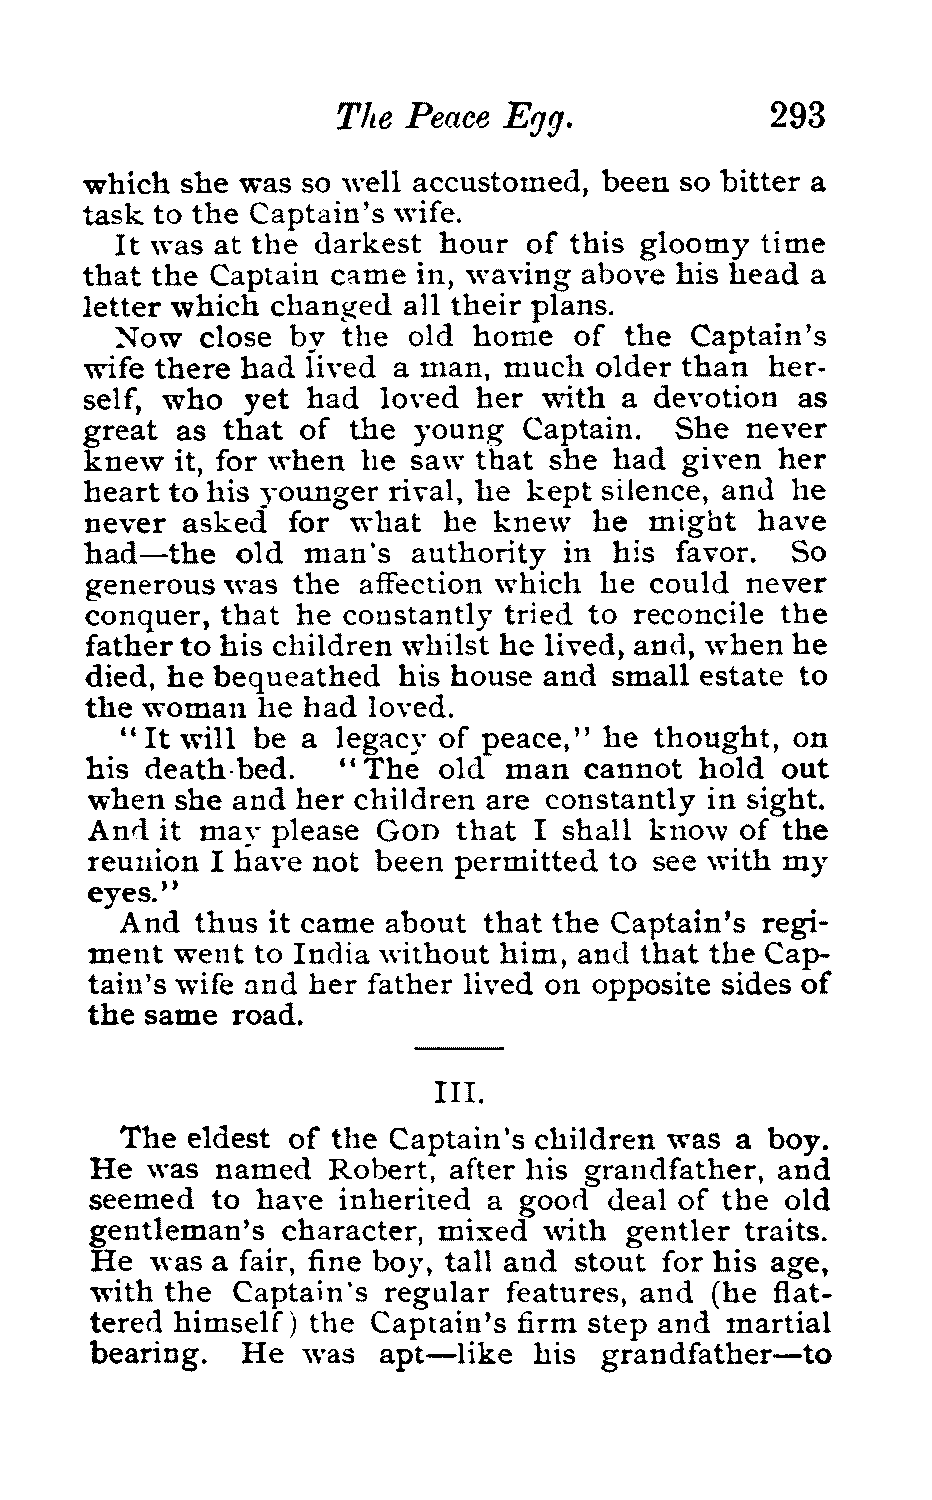 The Peace Egg. 293
which she was so well accustomed, been so bitter a
task to the Captain's wife.
It was at the darkest hour of this gloomy time
that the Captain came in, waving above his head a
letter which changed all their plans.
Now close by the old home of the Captain's
wife there had lived a man, much older than her-
self, who yet had loved her with a devotion as
great as that of the young Captain. She never
knew it, for when he saw that she had given her
heart to his younger rival, he kept silence, and he
never asked for what he knew he might have
had—the old man's authority in his favor. So
generous was the affection which he could never
conquer, that he constantly tried to reconcile the
father to his children whilst he lived, and, when he
died, he bequeathed his house and small estate to
the woman he had loved.
"It will be a legacy of peace," he thought, on
his death-bed. "The old man cannot hold out
when she and her children are constantly in sight.
And it may please GOD that I shall know of the
reunion I have not been permitted to see with my
eyes."
And thus it came about that the Captain's regi-
ment went to India without him, and that the Cap-
tain's wife and her father lived on opposite sides of
the same road.
III.
The eldest of the Captain's children was a boy.
He was named Robert, after his grandfather, and
seemed to have inherited a good deal of the old
gentleman's character, mixed with gentler traits.
He was a fair, fine boy, tall and stout for his age,
with the Captain's regular features, and (he flat-
tered himself) the Captain's firm step and martial
bearing. He was apt—like his grandfather—to